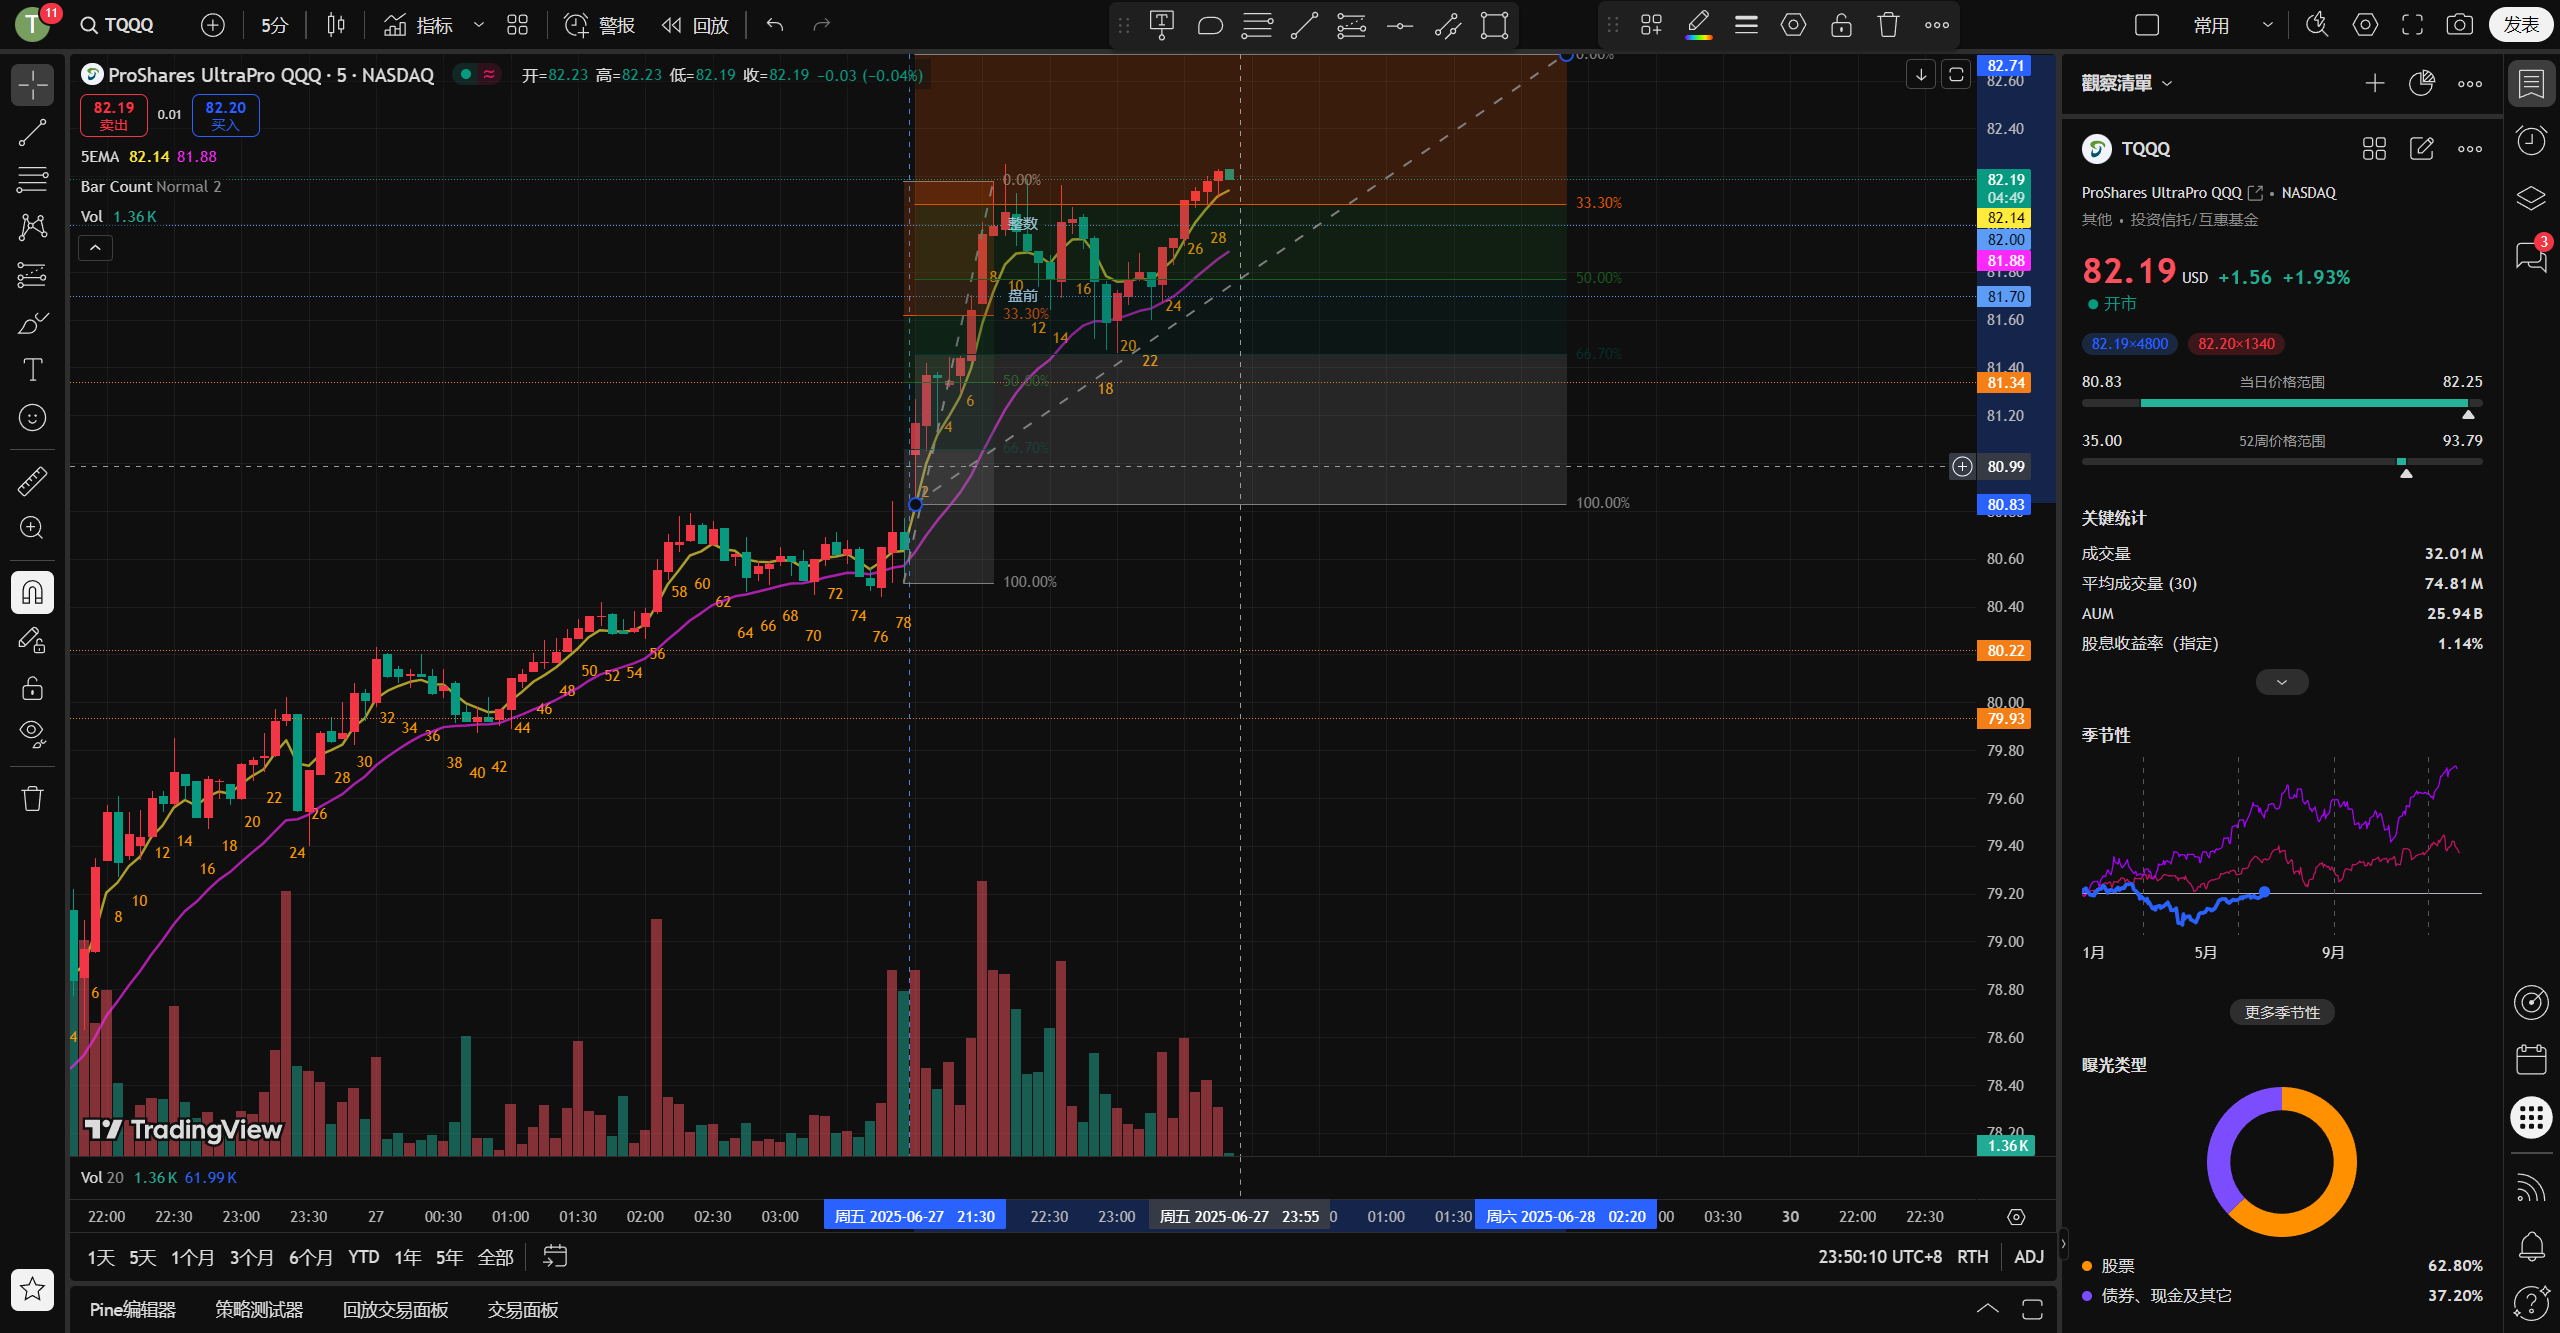 T 11 TQQQ 5分 指标 警报 回放 常用 发表
ProShares UltraPro QQQ · 5 · NASDAQ 开=82.23 高=82.23 低=82.19 收=82.19 −0.03 (−0.04%)
82.19 卖出 0.01 82.20 买入
5EMA 82.14 81.88
Bar Count Normal 2
Vol 1.36 K
0.00%
33.30%
50.00%
66.70%
100.00%
0.00%
整数
盘前
33.30%
50.00%
66.70%
100.00%
2 4 6 8 10 12 14 16 18 20 22 24 26 28
4 6 8 10 12 14 16 18 20 22 24 26 28 30 32 34 36 38 40 42 44 46 48 50 52 54 56 58 60 62 64 66 68 70 72 74 76 78
82.71
82.60
82.40
82.19
04:49
82.14
82.00
81.88
81.80
81.70
81.60
81.40
81.34
81.20
80.99
80.83
80.60
80.40
80.22
80.00
79.93
79.80
79.60
79.40
79.20
79.00
78.80
78.60
78.40
78.20
1.36 K
TradingView
Vol 20 1.36 K 61.99 K
22:00 22:30 23:00 23:30 27 00:30 01:00 01:30 02:00 02:30 03:00 周五 2025-06-27 21:30 22:30 23:00 周五 2025-06-27 23:55 01:00 01:30 周六 2025-06-28 02:20 03:30 30 22:00 22:30
1天 5天 1个月 3个月 6个月 YTD 1年 5年 全部 23:50:10 UTC+8 RTH ADJ
Pine编辑器 策略测试器 回放交易面板 交易面板
觀察清單
TQQQ
ProShares UltraPro QQQ • NASDAQ
其他 • 投资信托/互惠基金
82.19 USD +1.56 +1.93%
开市
82.19×4800 82.20×1340
80.83 当日价格范围 82.25
35.00 52周价格范围 93.79
关键统计
成交量 32.01 M
平均成交量 (30) 74.81 M
AUM 25.94 B
股息收益率（指定） 1.14%
季节性
1月 5月 9月
更多季节性
曝光类型
股票 62.80%
债券、现金及其它 37.20%
3